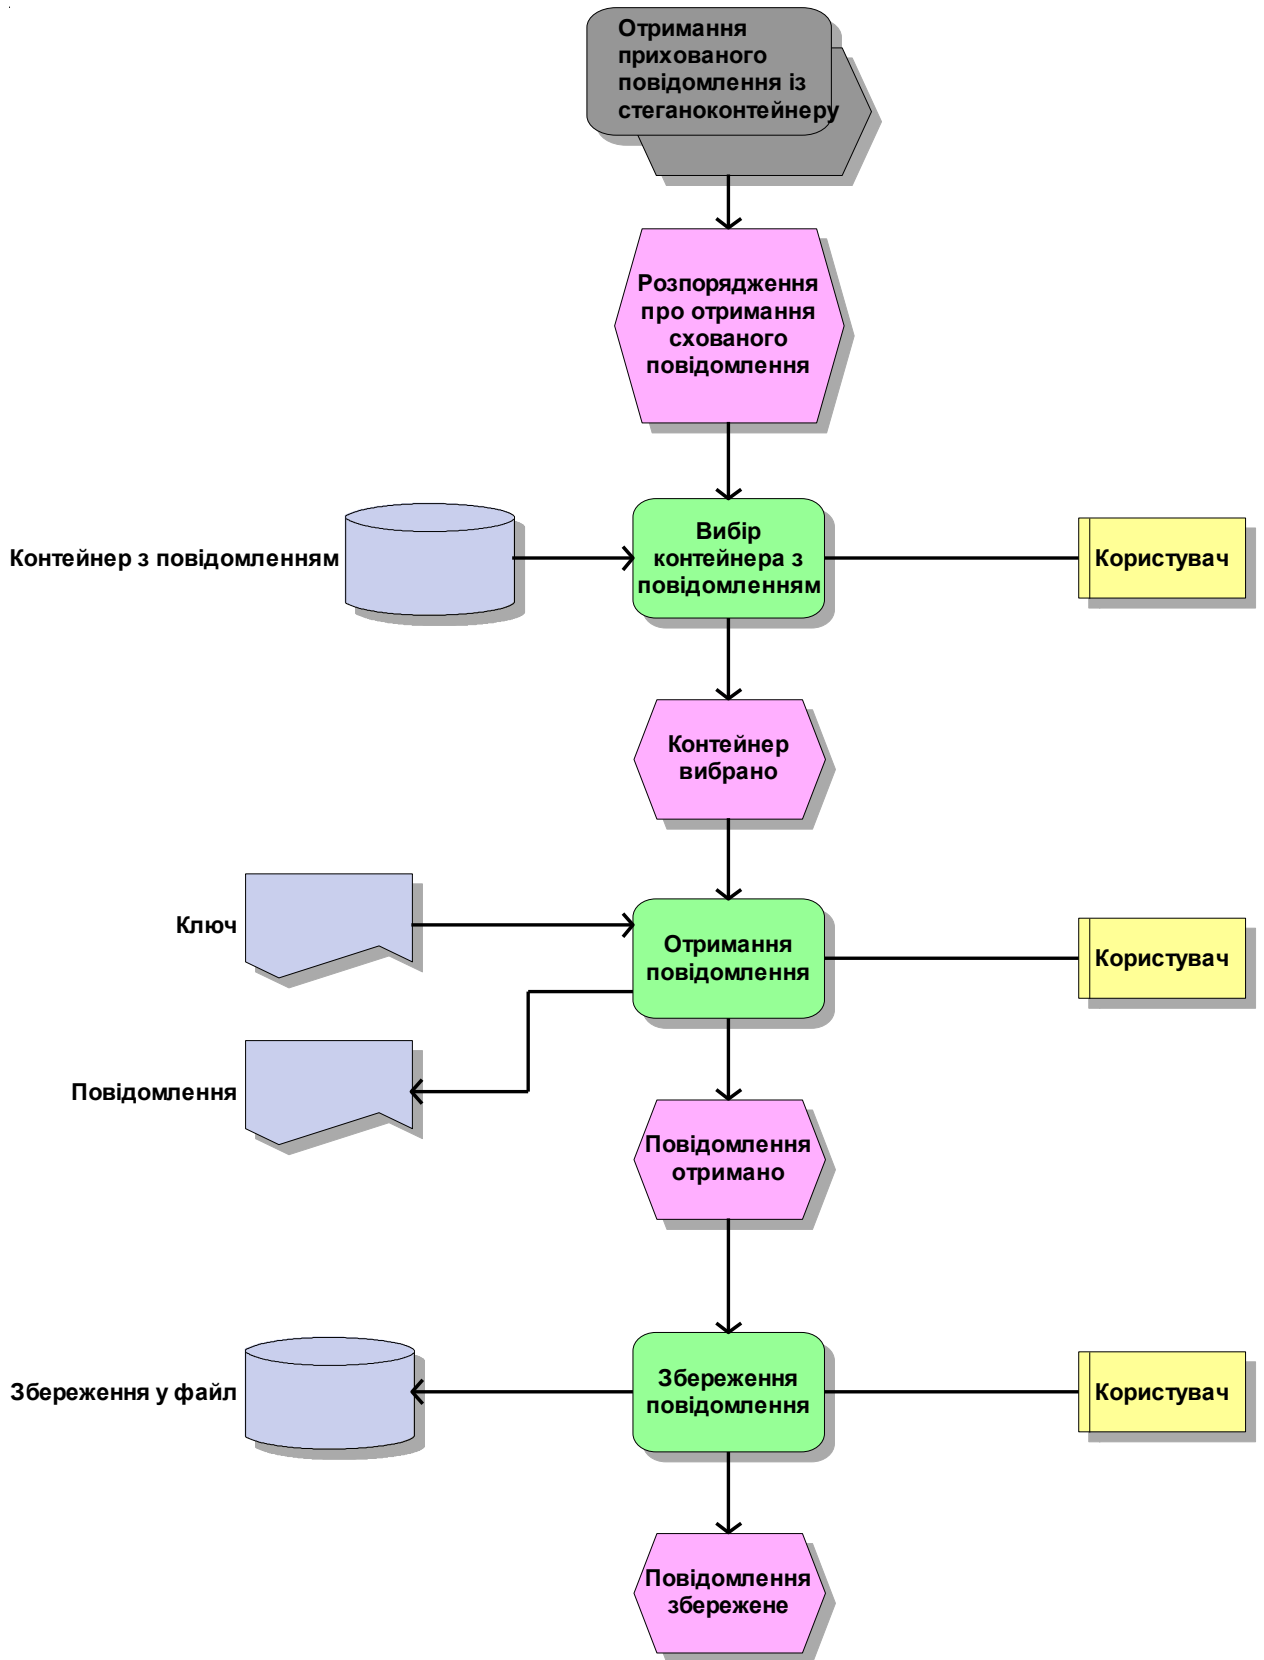 Отримання
прихованого
повідомлення із
стеганоконтейнеру
Розпорядження
про отримання
схованого
повідомлення
Контейнер з повідомленням
Вибір
контейнера з
повідомленням
Користувач
Контейнер
вибрано
Ключ
Отримання
повідомлення
Користувач
Повідомлення
Повідомлення
отримано
Збереження у файл
Збереження
повідомлення
Користувач
Повідомлення
збережене